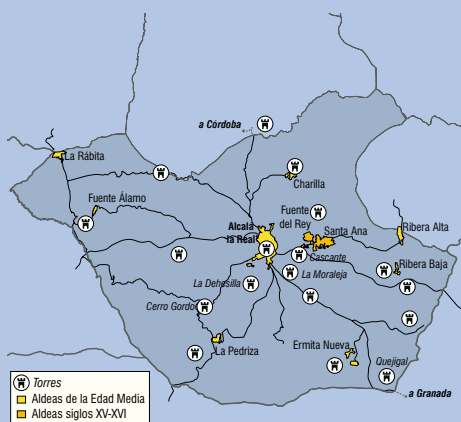 a Córdoba
La Rábita
Charilla
Fuente Álamo
Fuente
del Rey
Alcalá
la Real
Santa Ana
Ribera Alta
Cascante
La Moraleja
Ribera Baja
La Dehesilla
Cerro Gordo
La Pedriza
Ermita Nueva
Quejigal
a Granada
Torres
Aldeas de la Edad Media
Aldeas siglos XV-XVI